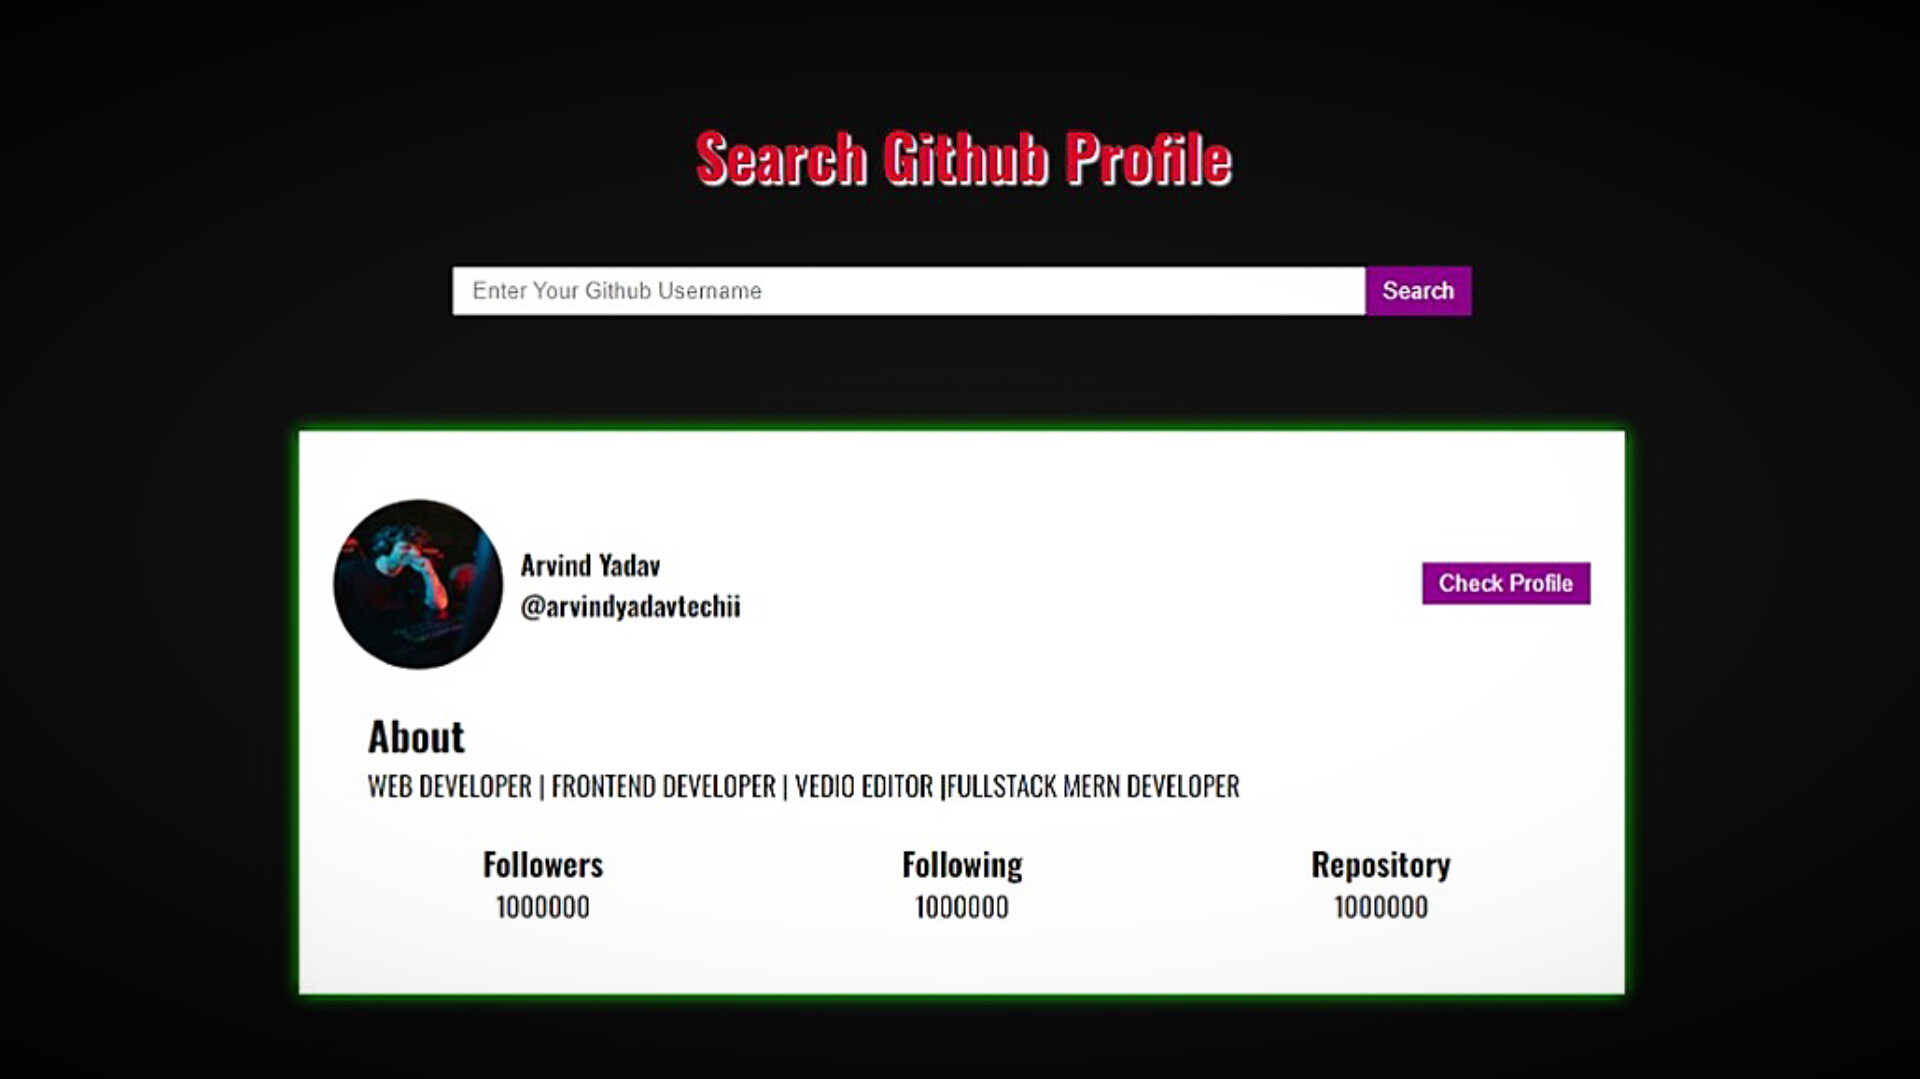 Search Github Profile
Enter Your Github Username
Search
Arvind Yadav
@arvindyadavtechii
Check Profile
About
WEB DEVELOPER | FRONTEND DEVELOPER | VEDIO EDITOR |FULLSTACK MERN DEVELOPER
Followers
1000000
Following
1000000
Repository
1000000